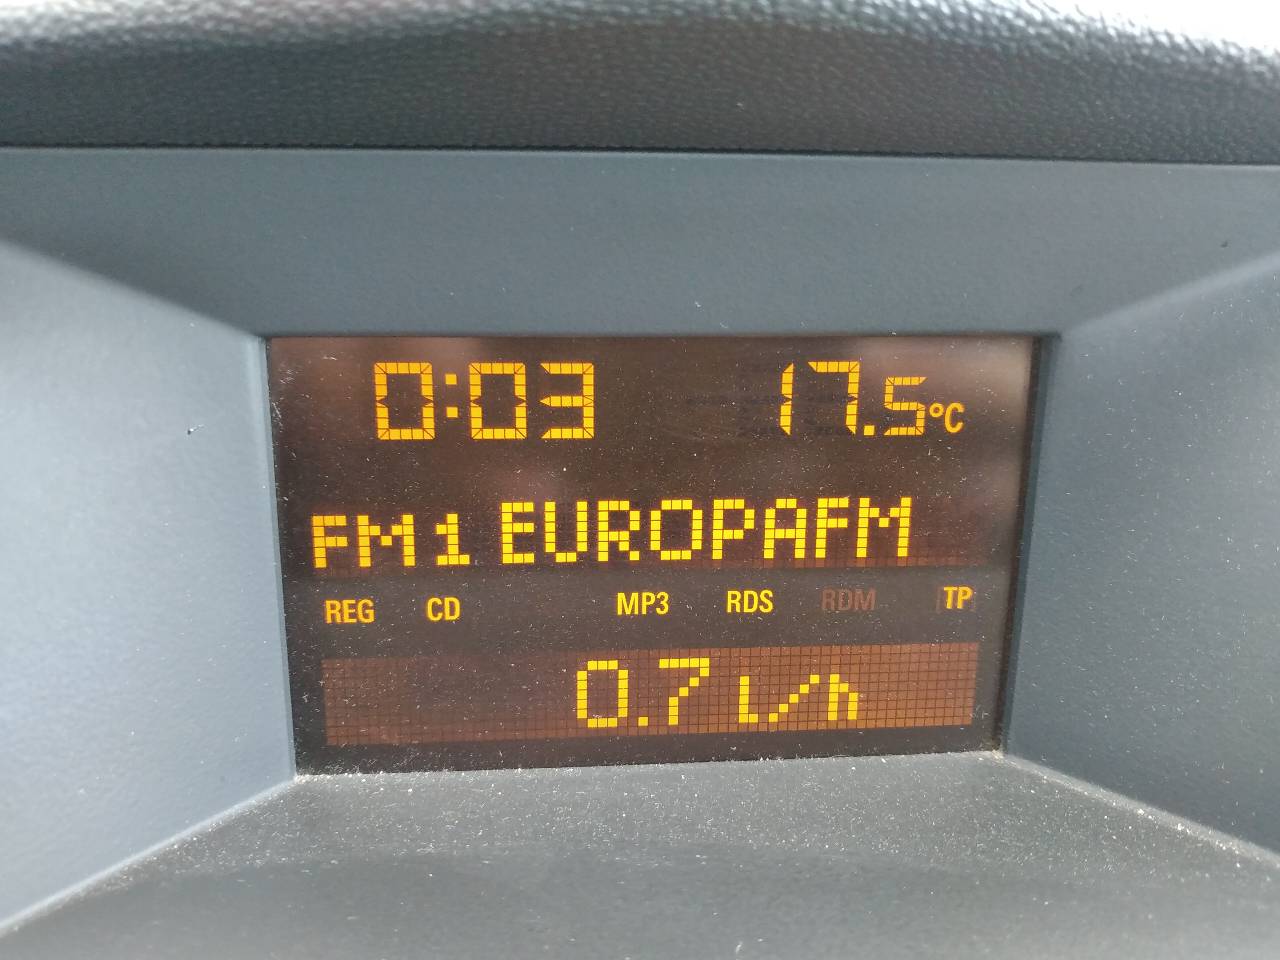 0:03 17.5°C
FM1 EUROPAFM
REG CD MP3 RDS RDM TP
0.7 l/h